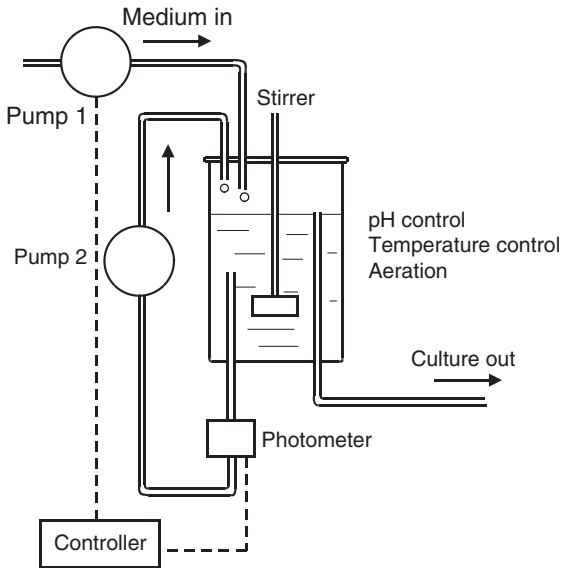 Medium in
Pump 1
Stirrer
Pump 2
pH control
Temperature control
Aeration
Culture out
Photometer
Controller